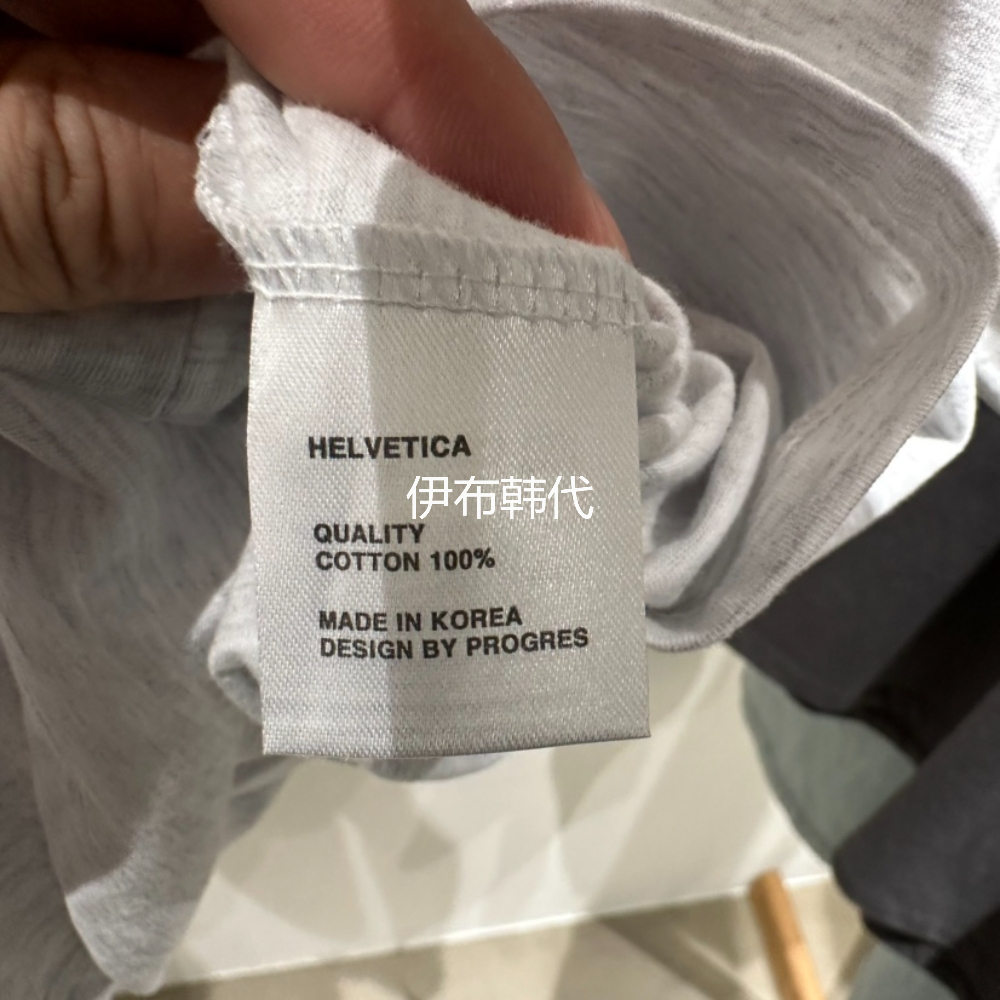 HELVETICA
伊布韩代
QUALITY
COTTON 100%
MADE IN KOREA
DESIGN BY PROGRES